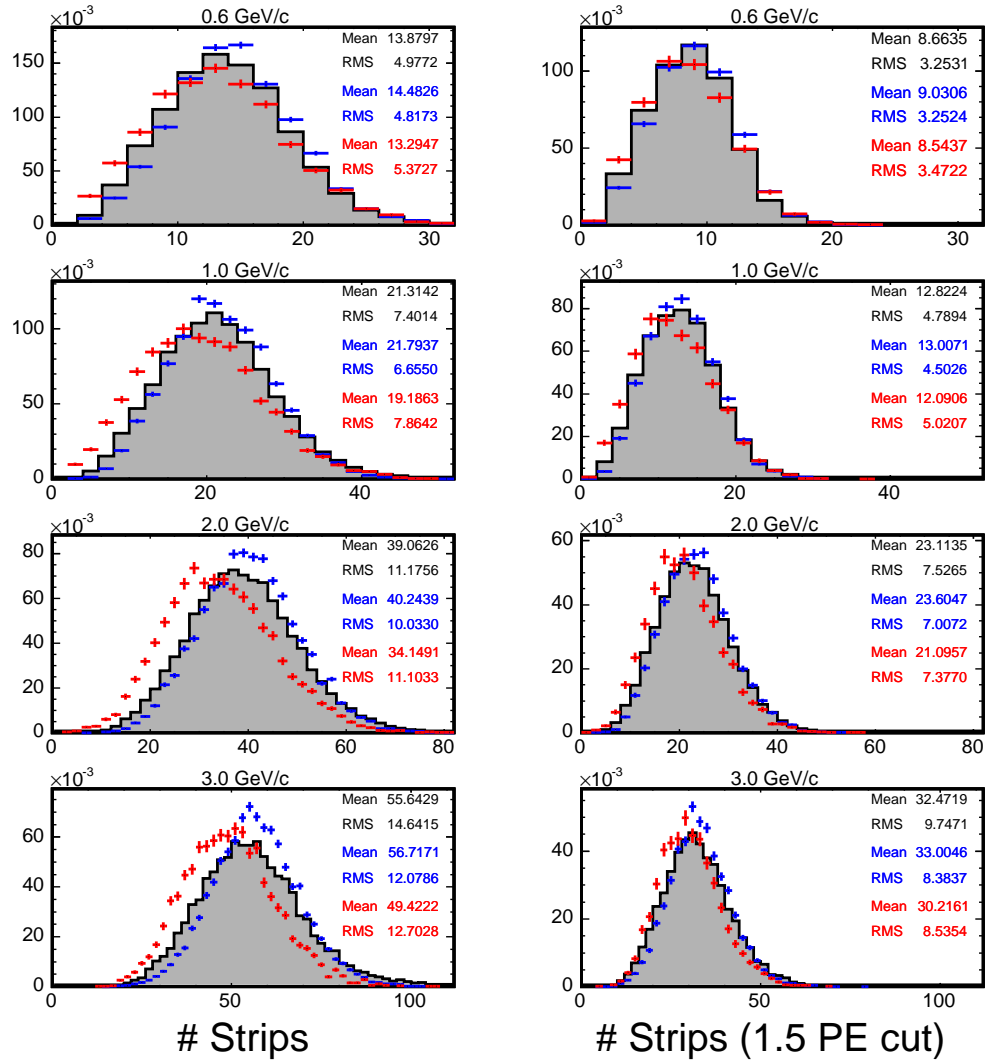 ×10⁻³ 0.6 GeV/c
Mean 13.8797
RMS 4.9772
Mean 14.4826
RMS 4.8173
Mean 13.2947
RMS 5.3727
150
100
50
0
0 10 20 30
×10⁻³ 0.6 GeV/c
Mean 8.6635
RMS 3.2531
Mean 9.0306
RMS 3.2524
Mean 8.5437
RMS 3.4722
100
50
0
0 10 20 30
×10⁻³ 1.0 GeV/c
Mean 21.3142
RMS 7.4014
Mean 21.7937
RMS 6.6550
Mean 19.1863
RMS 7.8642
100
50
0
0 20 40
×10⁻³ 1.0 GeV/c
Mean 12.8224
RMS 4.7894
Mean 13.0071
RMS 4.5026
Mean 12.0906
RMS 5.0207
80
60
40
20
0
0 20 40
×10⁻³ 2.0 GeV/c
Mean 39.0626
RMS 11.1756
Mean 40.2439
RMS 10.0330
Mean 34.1491
RMS 11.1033
80
60
40
20
0
0 20 40 60 80
×10⁻³ 2.0 GeV/c
Mean 23.1135
RMS 7.5265
Mean 23.6047
RMS 7.0072
Mean 21.0957
RMS 7.3770
60
40
20
0
0 20 40 60 80
×10⁻³ 3.0 GeV/c
Mean 55.6429
RMS 14.6415
Mean 56.7171
RMS 12.0786
Mean 49.4222
RMS 12.7028
80
60
40
20
0
0 50 100
# Strips
×10⁻³ 3.0 GeV/c
Mean 32.4719
RMS 9.7471
Mean 33.0046
RMS 8.3837
Mean 30.2161
RMS 8.5354
40
20
0
0 50 100
# Strips (1.5 PE cut)